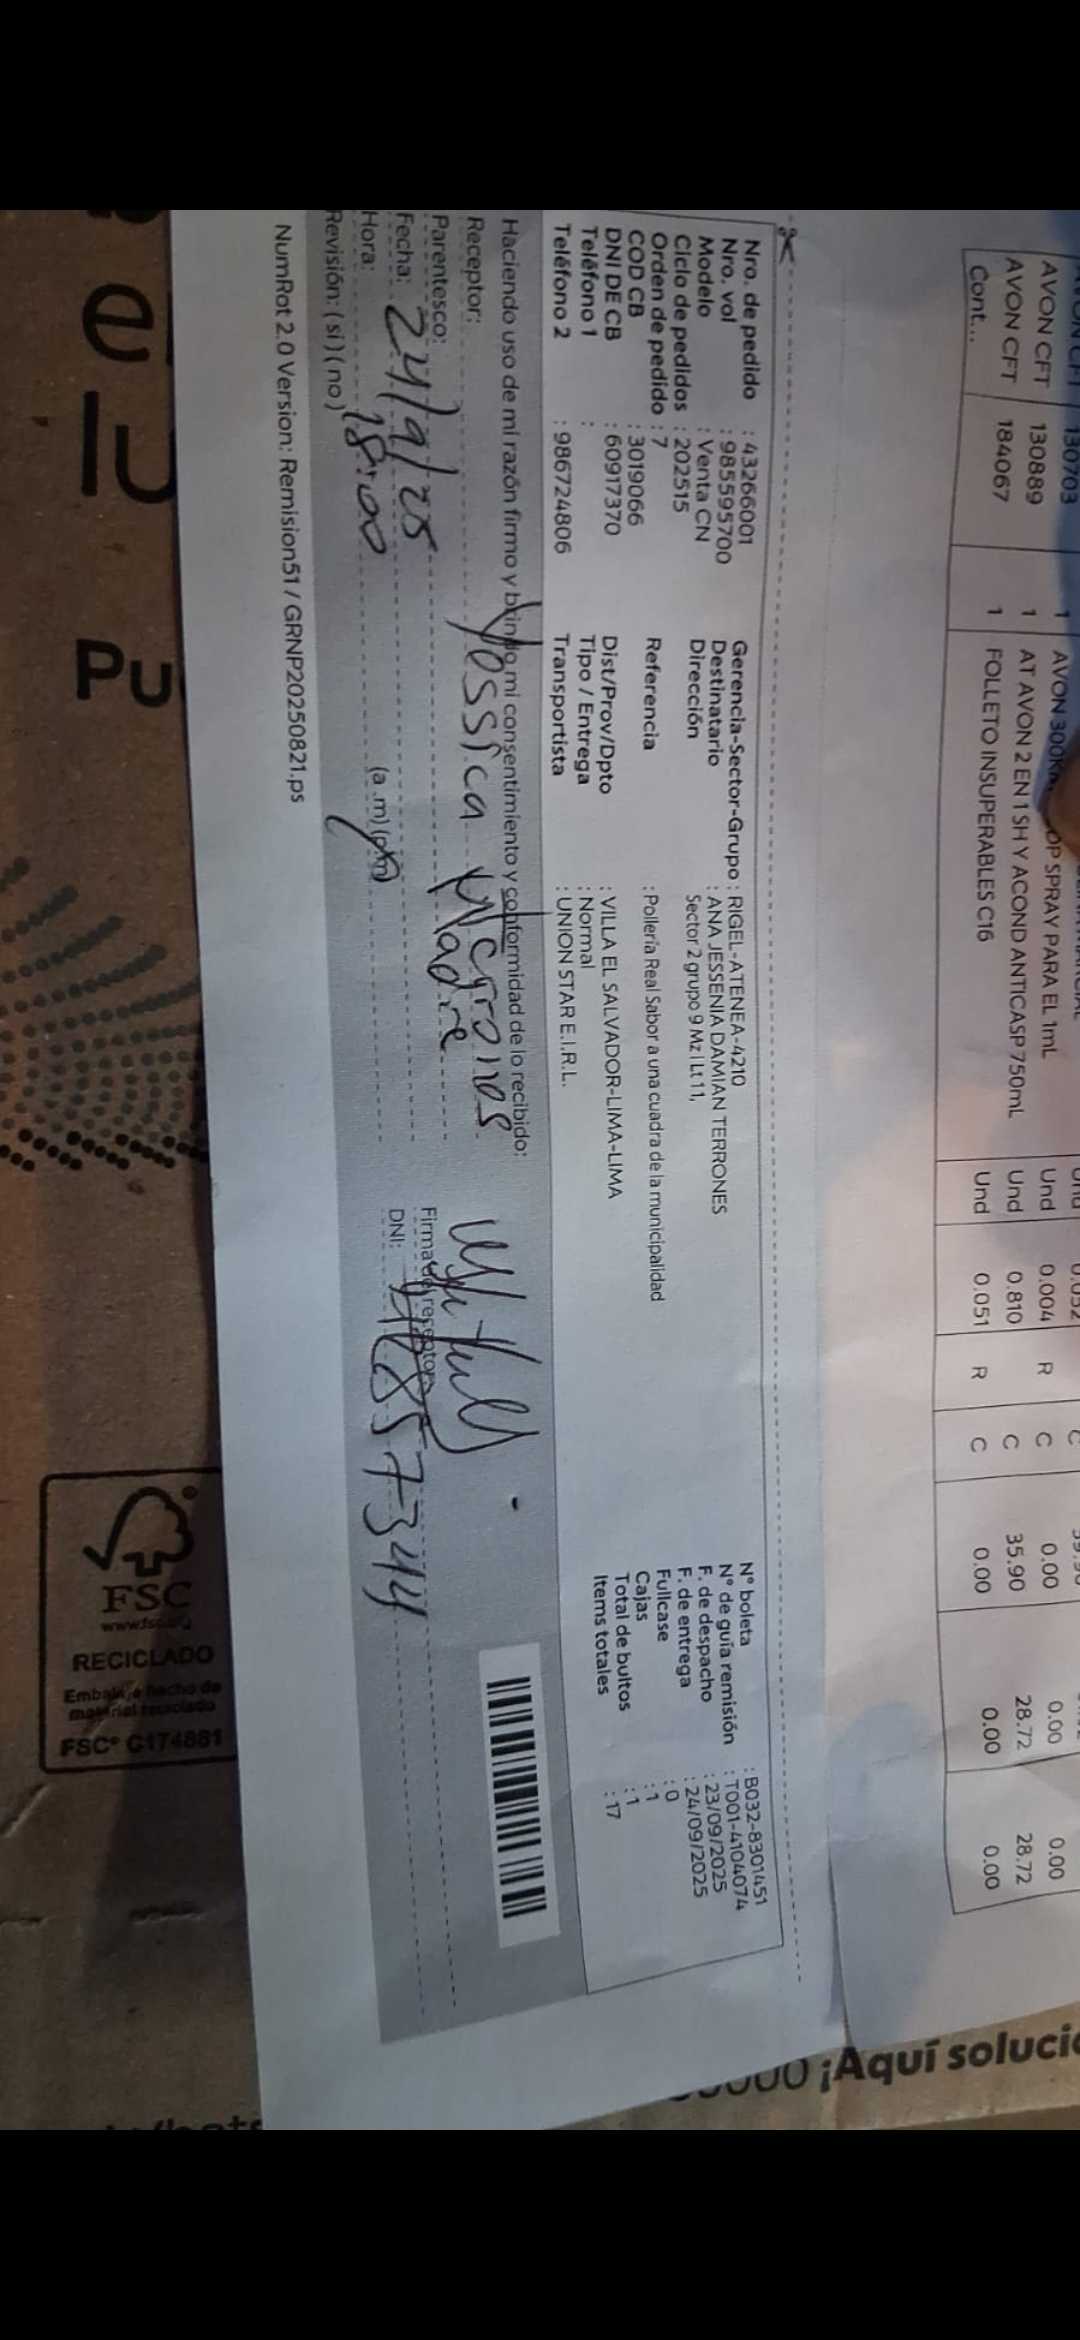 AVON CFT 130703
AVON CFT 130889 1 AVON 300K SPRAY PARA EL 1mL Und 0.004 R C 0.00 0.00 0.00
AVON CFT 184067 1 AT AVON 2 EN 1 SH Y ACOND ANTICASP 750mL Und 0.810 C 35.90 28.72 28.72
Cont... 1 FOLLETO INSUPERABLES C16 Und 0.051 R C 0.00 0.00 0.00
Nro. de pedido : 43266001
Nro. vol : 985595700
Modelo : Venta CN
Ciclo de pedidos : 202515
Orden de pedido : 7
COD CB : 3019066
DNI DE CB : 60917370
Teléfono 1 :
Teléfono 2 : 986724806
Gerencia-Sector-Grupo : RIGEL-ATENEA-4210
Destinatario : ANA JESSENIA DAMIAN TERRONES
Dirección Sector 2 grupo 9 Mz I Lt 11,
Referencia : Pollería Real Sabor a una cuadra de la municipalidad
Dist/Prov/Dpto : VILLA EL SALVADOR-LIMA-LIMA
Tipo / Entrega : Normal
Transportista : UNION STAR E.I.R.L.
N° boleta : B032-8301451
N° de guía remisión : T001-4104074
F. de despacho : 23/09/2025
F. de entrega : 24/09/2025
Fullcase : 0
Cajas : 1
Total de bultos : 1
Items totales : 17
Haciendo uso de mi razón firmo y brindo mi consentimiento y conformidad de lo recibido:
Receptor: Yossica
Parentesco: Madre
Firma del receptor
Fecha: 24/9/25
DNI:
Hora: 18:00 (a.m)(p.m)
Revisión: (si) (no)
NumRot 2.0 Version: Remision51 / GRNP20250821.ps
Pu
FSC
RECICLADO
Embalaje hecho de
material reciclado
FSC® C174881
¡Aquí soluci